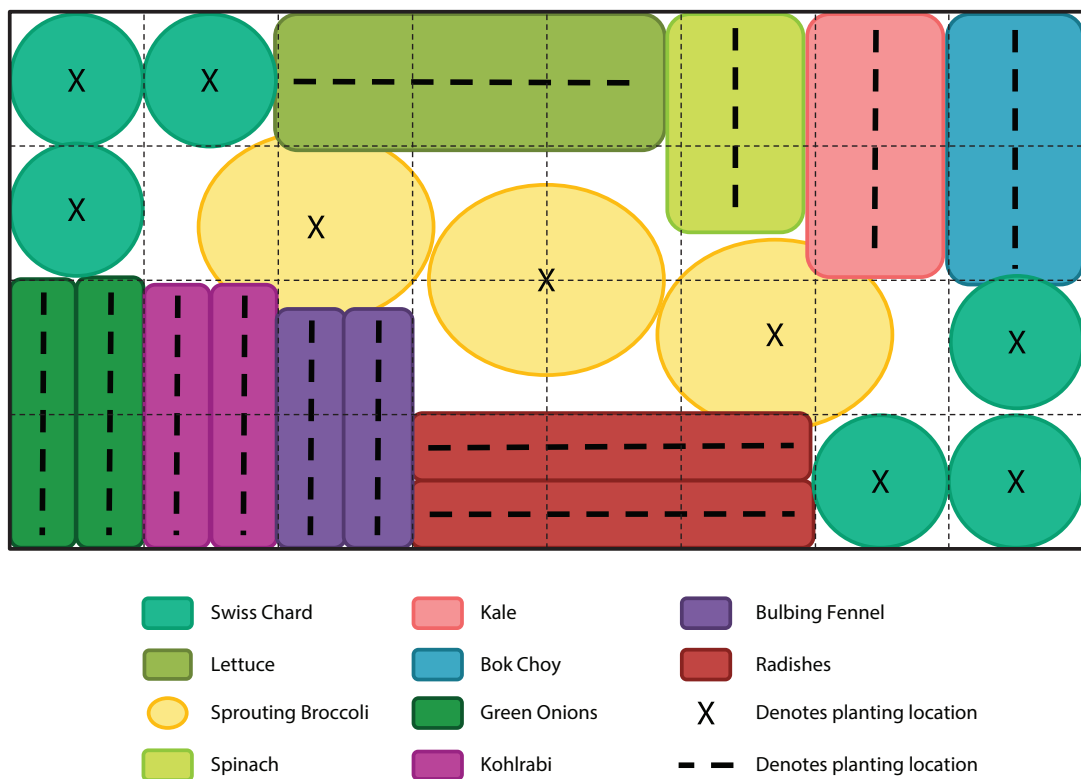 X
X
X
X
X
X
X
X
X
Swiss Chard
Kale
Bulbing Fennel
Lettuce
Bok Choy
Radishes
Sprouting Broccoli
Green Onions
X
Denotes planting location
Spinach
Kohlrabi
Denotes planting location